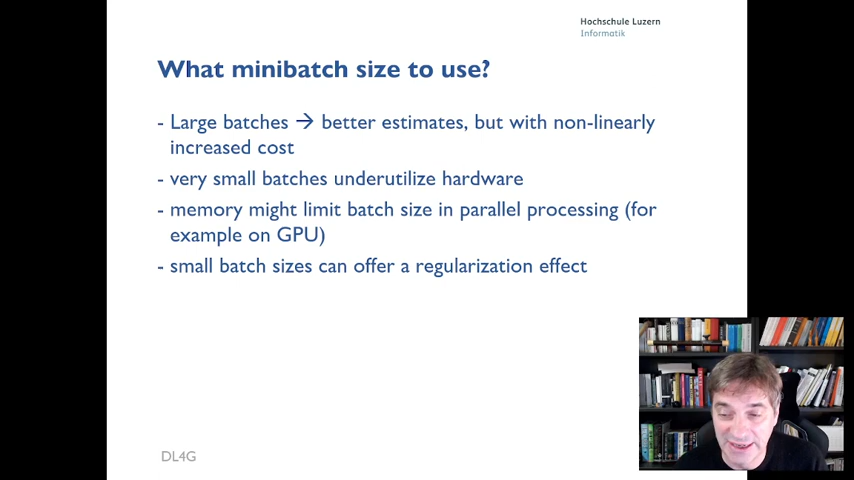 Hochschule Luzern
Informatik
What minibatch size to use?
- Large batches → better estimates, but with non-linearly
increased cost
- very small batches underutilize hardware
- memory might limit batch size in parallel processing (for
example on GPU)
- small batch sizes can offer a regularization effect
DL4G